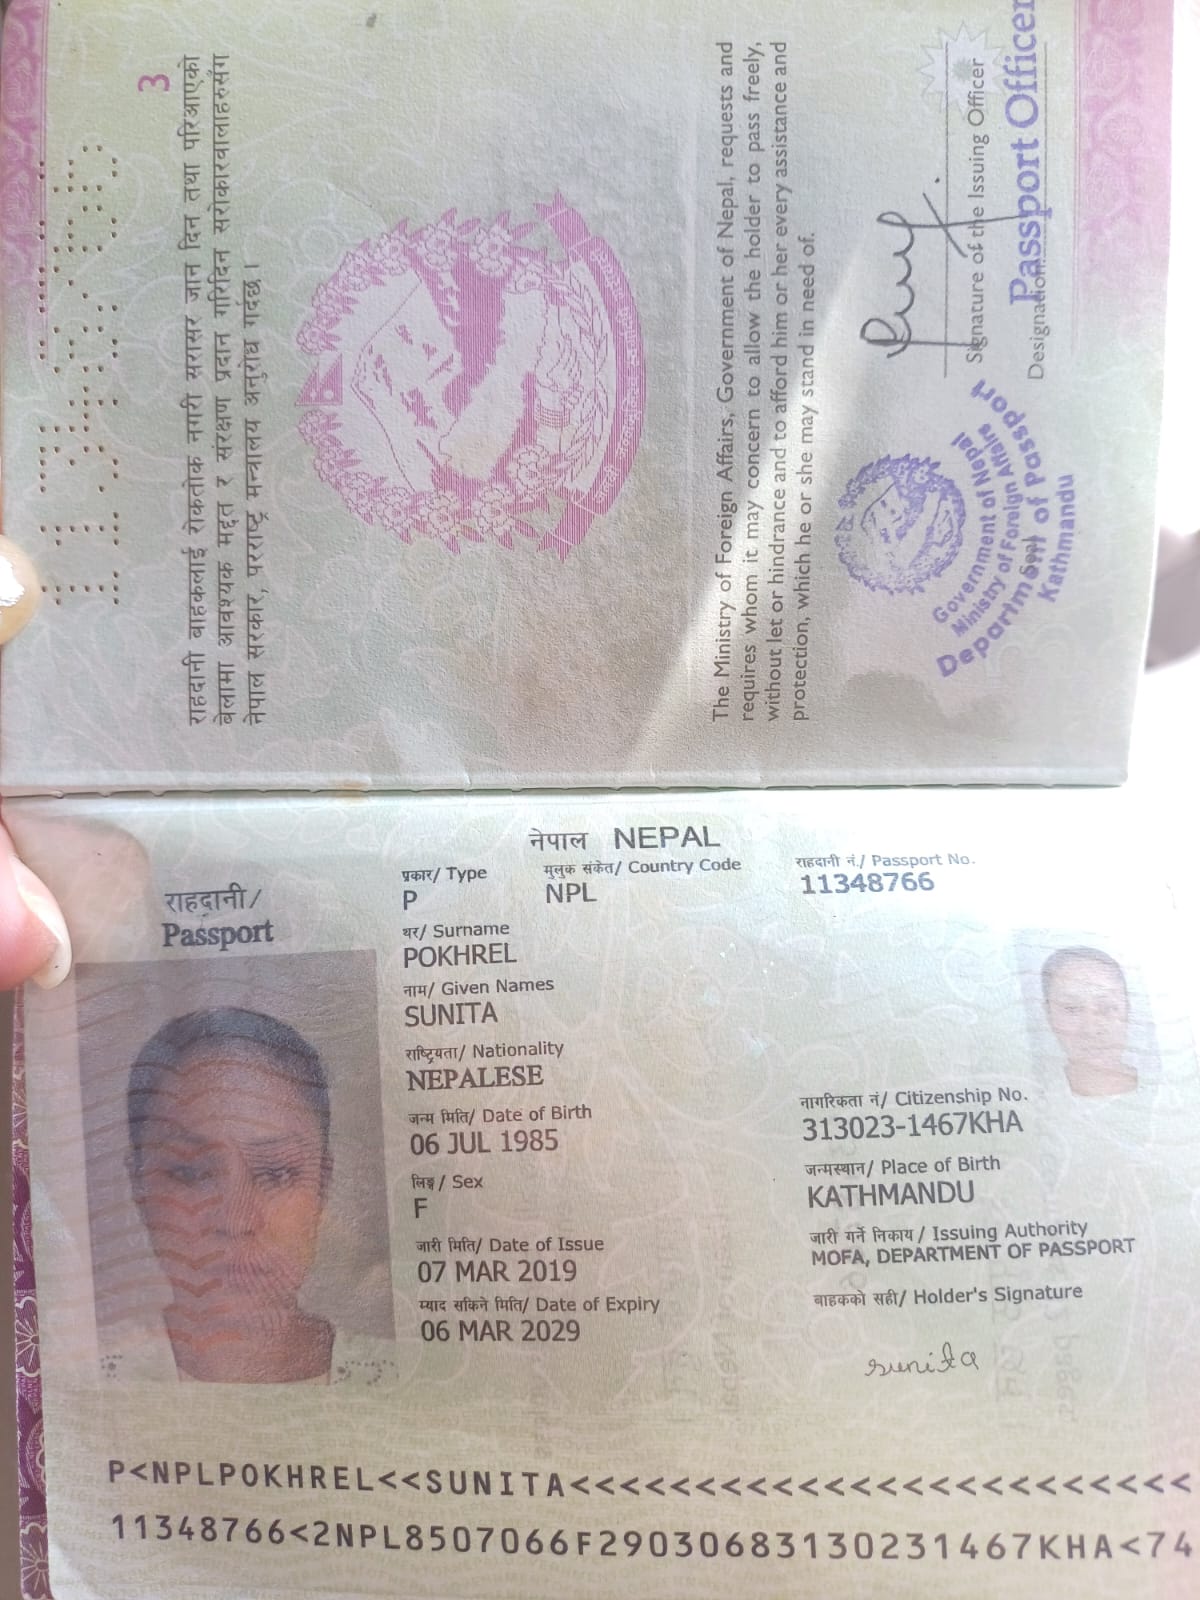 3
राहदानी बाहकलाई रोकतोक नगरी सरासर जान दिन तथा परिआएको
बेलामा आवश्यक मद्दत र संरक्षण प्रदान गरिदिन सरोकारवालाहरुसँग
नेपाल सरकार, परराष्ट्र मन्त्रालय अनुरोध गर्दछ ।
The Ministry of Foreign Affairs, Government of Nepal, requests and
requires whom it may concern to allow the holder to pass freely,
without let or hindrance and to afford him or her every assistance and
protection, which he or she may stand in need of.
Signature of the Issuing Officer
Passport Officer
Designation:
Government of Nepal
Ministry of Foreign Affairs
Seal
Department of Passport
Kathmandu
नेपाल NEPAL
राहदानी/
Passport
प्रकार/ Type
P
मुलुक संकेत/ Country Code
NPL
राहदानी नं./ Passport No.
11348766
थर/ Surname
POKHREL
नाम/ Given Names
SUNITA
राष्ट्रियता/ Nationality
NEPALESE
जन्म मिति/ Date of Birth
06 JUL 1985
नागरिकता नं/ Citizenship No.
313023-1467KHA
लिङ्ग/ Sex
F
जन्मस्थान/ Place of Birth
KATHMANDU
जारी मिति/ Date of Issue
07 MAR 2019
जारी गर्ने निकाय/ Issuing Authority
MOFA, DEPARTMENT OF PASSPORT
म्याद सकिने मिति/ Date of Expiry
06 MAR 2029
बाहकको सही/ Holder's Signature
sunita
P<NPLPOKHREL<<SUNITA<<<<<<<<<<<<<<<<<<<<<<<<
11348766<2NPL8507066F29030683130231467KHA<74